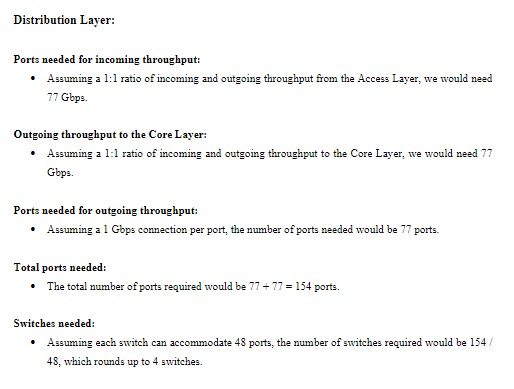 Distribution Layer:
Ports needed for incoming throughput:
• Assuming a 1:1 ratio of incoming and outgoing throughput from the Access Layer, we would need
77 Gbps.
Outgoing throughput to the Core Layer:
• Assuming a 1:1 ratio of incoming and outgoing throughput to the Core Layer, we would need 77
Gbps.
Ports needed for outgoing throughput:
• Assuming a 1 Gbps connection per port, the number of ports needed would be 77 ports.
Total ports needed:
• The total number of ports required would be 77 + 77 = 154 ports.
Switches needed:
• Assuming each switch can accommodate 48 ports, the number of switches required would be 154 /
48, which rounds up to 4 switches.